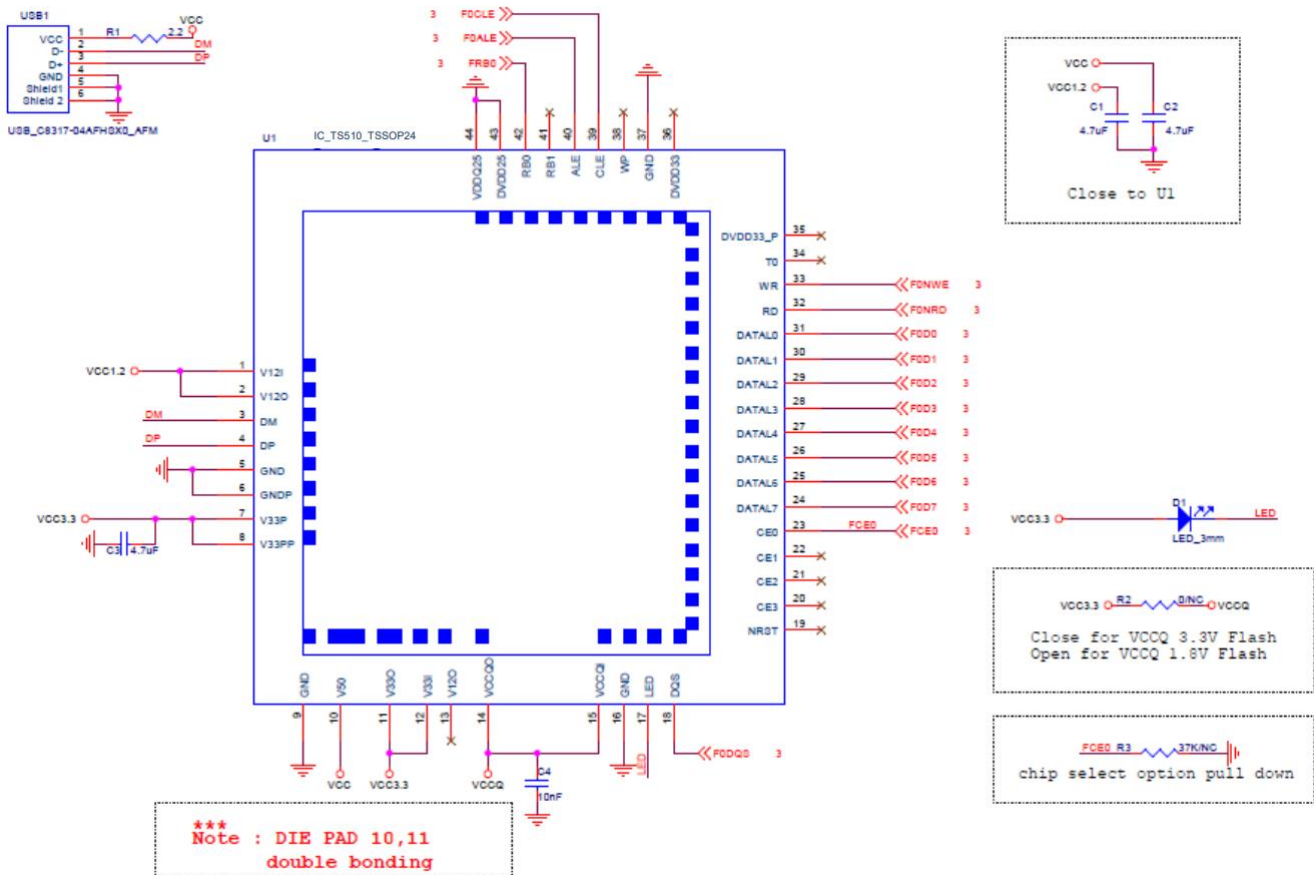 USB1
VCC 1
D- 2
D+ 3
GND 4
Shield1 5
Shield 2 6
R1 2.2 VCC
DM
DP
USB_C8317-04AFH0X0_AFM
3 F0CLE
3 F0ALE
3 FRB0
U1 IC_TS510_TSSOP24
44 43 42 41 40 39 38 37 36
VDDQ25 DVDD25 RB0 RB1 ALE CLE WP GND DVDD33
VCC
VCC1.2
C1 C2
4.7uF 4.7uF
Close to U1
DVDD33_P 35
T0 34
WR 33 F0NWE 3
RD 32 F0NRD 3
DATAL0 31 F0D0 3
DATAL1 30 F0D1 3
DATAL2 29 F0D2 3
DATAL3 28 F0D3 3
DATAL4 27 F0D4 3
DATAL5 26 F0D5 3
DATAL6 25 F0D6 3
DATAL7 24 F0D7 3
CE0 23 FCE0 FCE0 3
CE1 22
CE2 21
CE3 20
NRST 19
VCC1.2 1 V12I
2 V12O
DM 3 DM
DP 4 DP
5 GND
6 GNDP
VCC3.3 7 V33P
8 V33PP
C3 4.7uF
GND V50 V33O V33I V12O VCCQO VCCQI GND LED DQS
9 10 11 12 13 14 15 16 17 18
VCC VCC3.3 VCCQ
C4
10nF
LED
F0DQS 3
VCC3.3 D1 LED
LED_3mm
VCC3.3 R2 0/NC VCCQ
Close for VCCQ 3.3V Flash
Open for VCCQ 1.8V Flash
FCE0 R3 37K/NC
chip select option pull down
***
Note : DIE PAD 10,11
double bonding